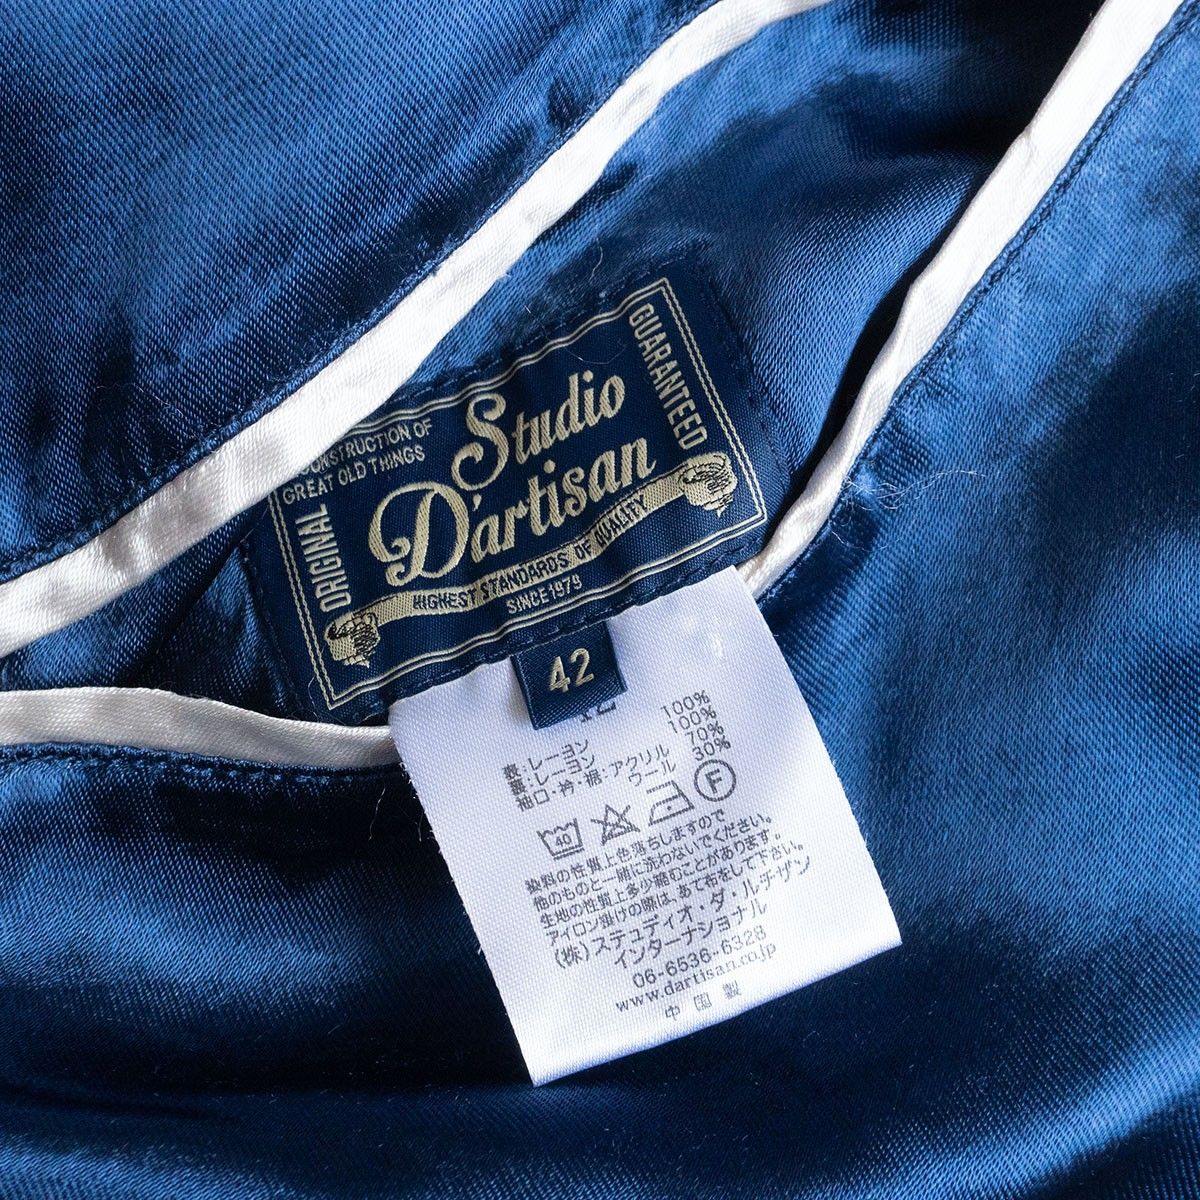 CONSTRUCTION OF
GREAT OLD THINGS
ORIGINAL
Studio
D'artisan
GUARANTEED
HIGHEST STANDARDS OF QUALITY
SINCE 1979
42
表:レーヨン 100%
裏:レーヨン 100%
袖口・衿・裾:アクリル 70%
ウール 30%
40
F
染料の性質上色落ちしますので
他のものと一緒に洗わないでください。
生地の性質上多少縮むことがあります。
アイロン掛けの際は、あて布をして下さい。
(株)ステュディオ・ダ・ルチザン
インターナショナル
06-6536-6328
www.dartisan.co.jp
中国製